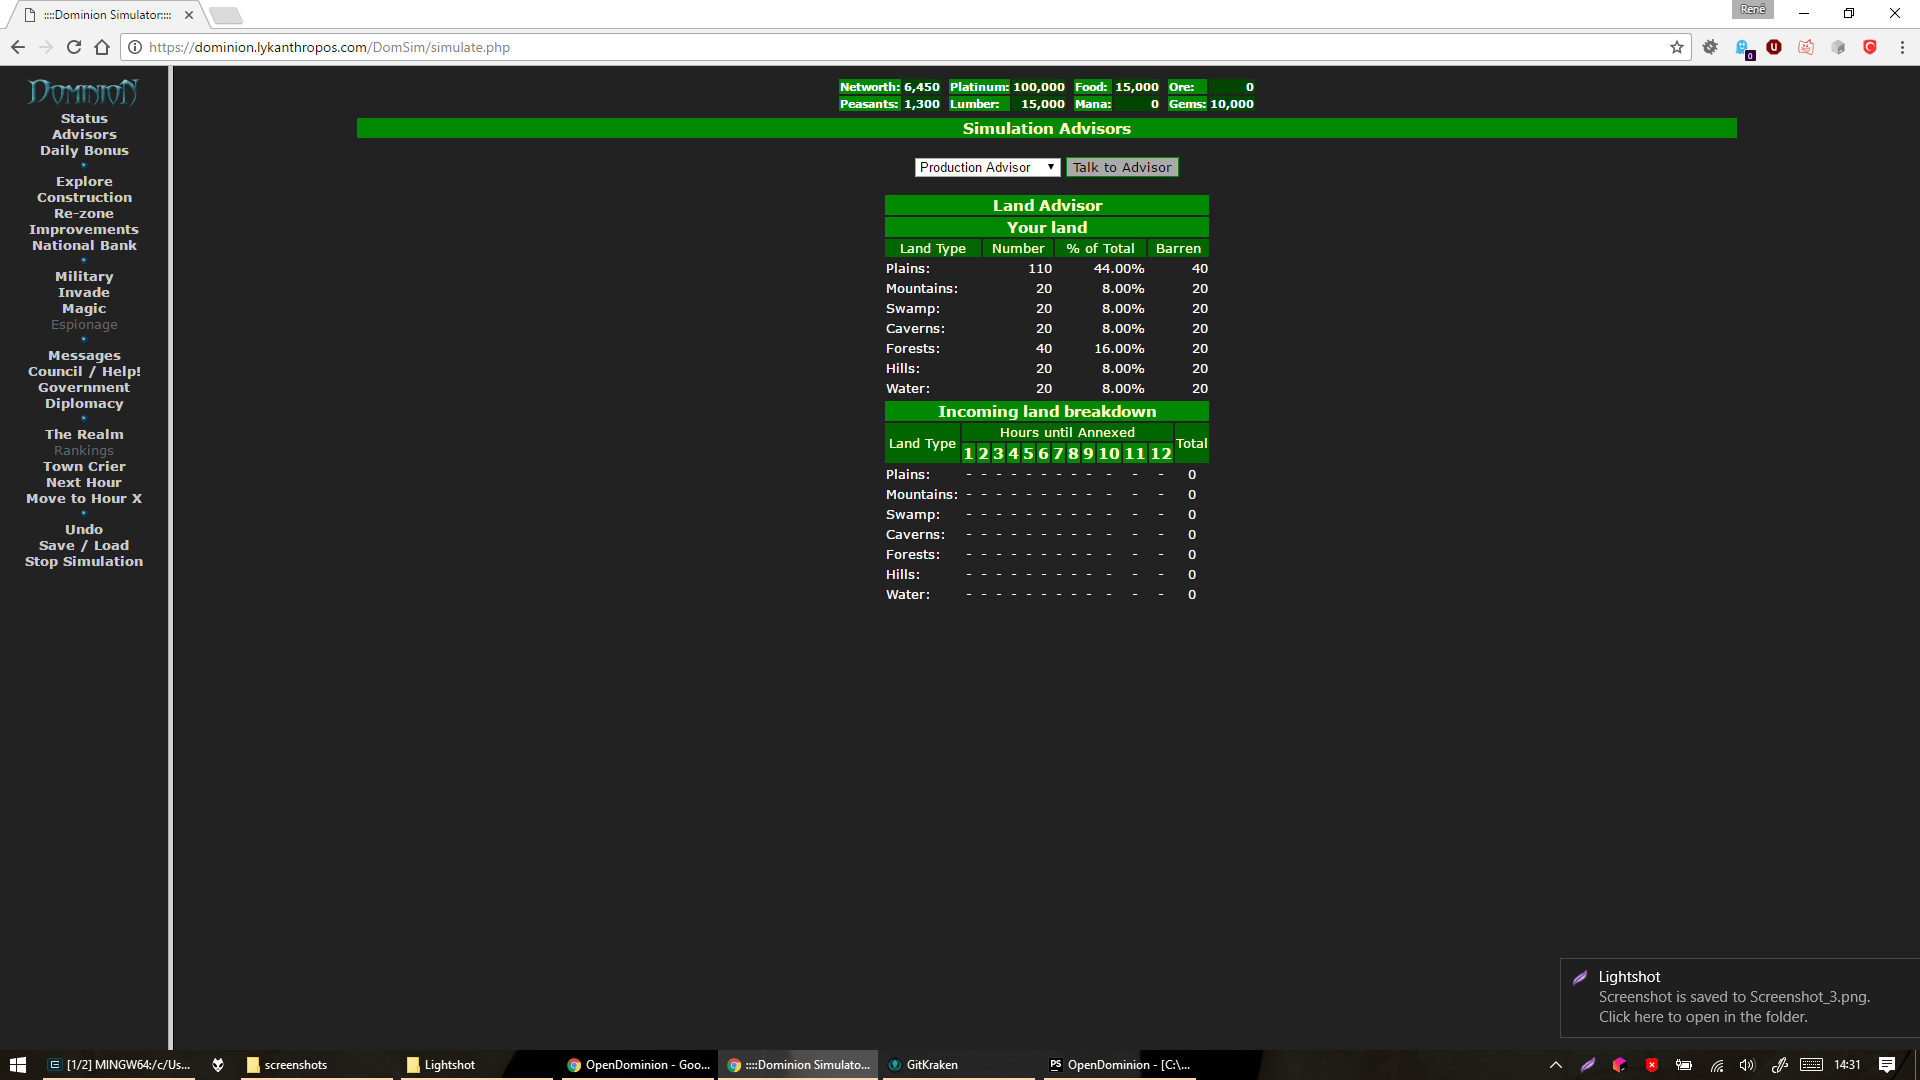 ::::Dominion Simulator::::
René
https://dominion.lykanthropos.com/DomSim/simulate.php
0
DOMINION
Status
Advisors
Daily Bonus
Explore
Construction
Re-zone
Improvements
National Bank
Military
Invade
Magic
Espionage
Messages
Council / Help!
Government
Diplomacy
The Realm
Rankings
Town Crier
Next Hour
Move to Hour X
Undo
Save / Load
Stop Simulation
Networth: 6,450 Platinum: 100,000 Food: 15,000 Ore: 0
Peasants: 1,300 Lumber: 15,000 Mana: 0 Gems: 10,000
Simulation Advisors
Production Advisor Talk to Advisor
Land Advisor
Your land
Land Type Number % of Total Barren
Plains: 110 44.00% 40
Mountains: 20 8.00% 20
Swamp: 20 8.00% 20
Caverns: 20 8.00% 20
Forests: 40 16.00% 20
Hills: 20 8.00% 20
Water: 20 8.00% 20
Incoming land breakdown
Land Type Hours until Annexed Total
1 2 3 4 5 6 7 8 9 10 11 12
Plains: - - - - - - - - - - - - 0
Mountains: - - - - - - - - - - - - 0
Swamp: - - - - - - - - - - - - 0
Caverns: - - - - - - - - - - - - 0
Forests: - - - - - - - - - - - - 0
Hills: - - - - - - - - - - - - 0
Water: - - - - - - - - - - - - 0
Lightshot
Screenshot is saved to Screenshot_3.png.
Click here to open in the folder.
[1/2] MINGW64:/c/Us... screenshots Lightshot OpenDominion - Goo... ::::Dominion Simulato... GitKraken PS OpenDominion - [C:\... 14:31